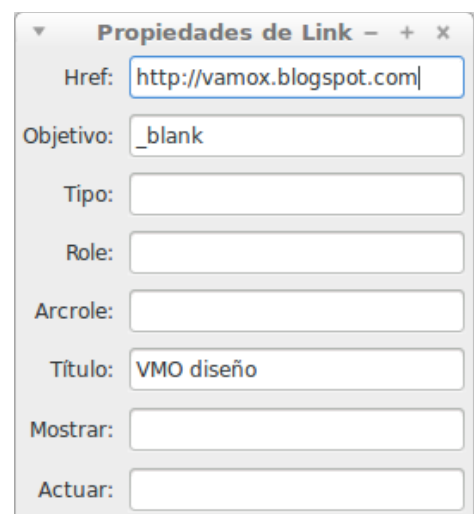 Propiedades de Link
Href: http://vamox.blogspot.com
Objetivo: _blank
Tipo:
Role:
Arcrole:
Título: VMO diseño
Mostrar:
Actuar: